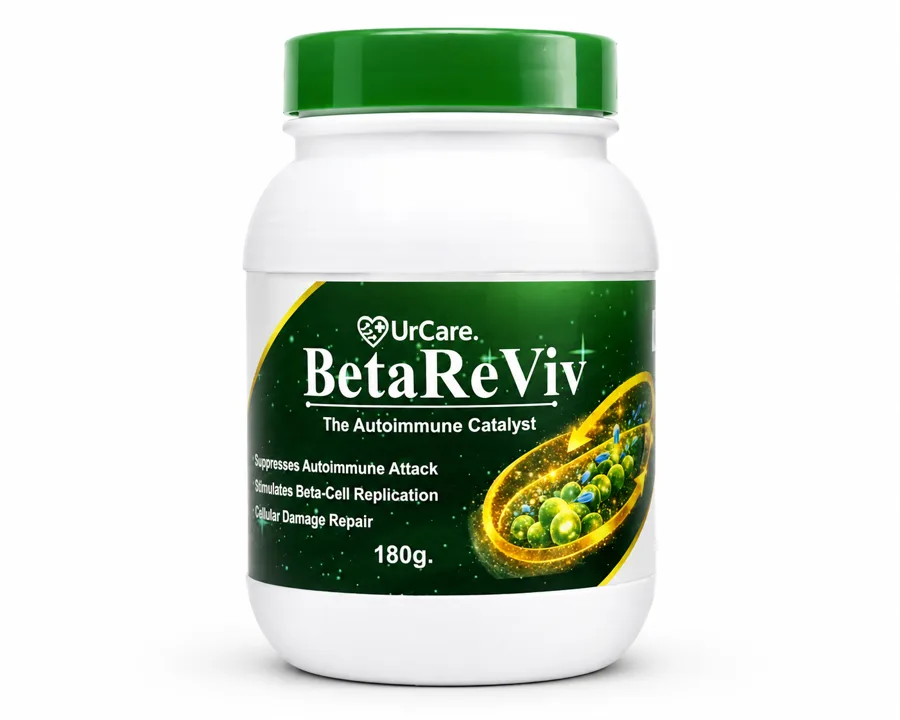 UrCare.
BetaReViv
The Autoimmune Catalyst
Suppresses Autoimmune Attack
Stimulates Beta-Cell Replication
Cellular Damage Repair
180g.